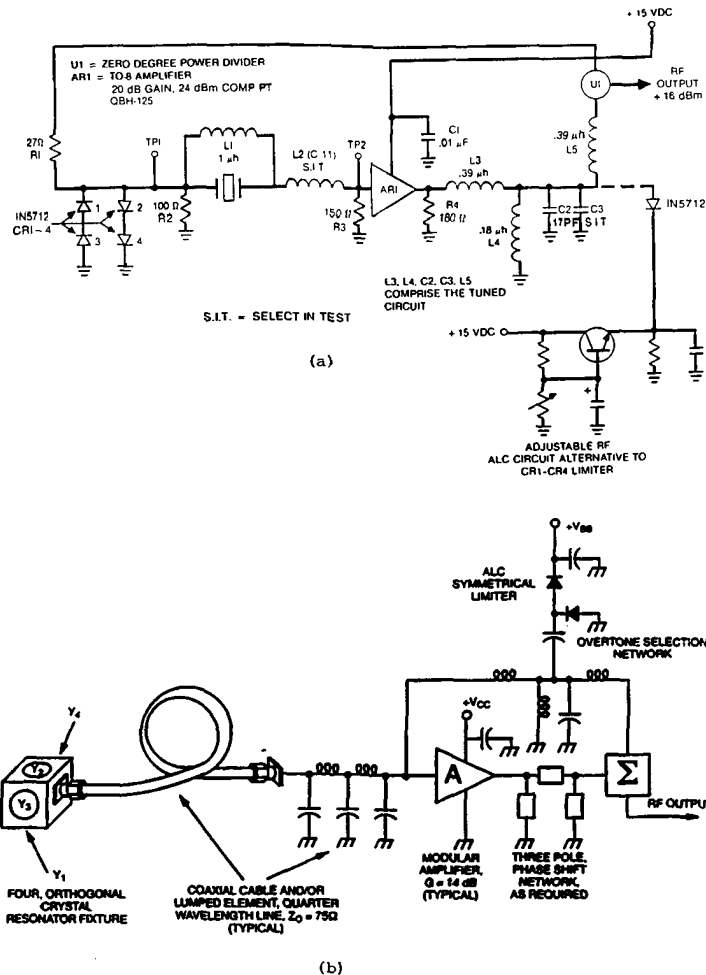 + 15 VDC
U1 = ZERO DEGREE POWER DIVIDER
AR1 = TO-8 AMPLIFIER
20 dB GAIN, 24 dBm COMP PT
QBH-125
U1
RF
OUTPUT
+ 16 dBm
27Ω
R1
TP1
L1
1 µh
L2 (C 11)
S.I.T
TP2
C1
.01 µF
.39 µh
L5
L3
.39 µh
AR1
IN5712
CR1~4
1
2
3
4
100 Ω
R2
150 Ω
R3
R4
180 Ω
.18 µh
L4
C2
C3
17PF
S I T
IN5712
L3, L4, C2, C3, L5
COMPRISE THE TUNED
CIRCUIT
S.I.T. = SELECT IN TEST
+ 15 VDC
+
(a)
ADJUSTABLE RF
ALC CIRCUIT ALTERNATIVE TO
CR1-CR4 LIMITER
+VBB
ALC
SYMMETRICAL
LIMITER
OVERTONE SELECTION
NETWORK
+VCC
Y4
Y2
Y3
A
Σ
RF OUTPUT
Y1
FOUR, ORTHOGONAL
CRYSTAL
RESONATOR FIXTURE
COAXIAL CABLE AND/OR
LUMPED ELEMENT, QUARTER
WAVELENGTH LINE, ZO = 75Ω
(TYPICAL)
MODULAR
AMPLIFIER,
G = 14 dB
(TYPICAL)
THREE POLE,
PHASE SHIFT
NETWORK,
AS REQUIRED
(b)